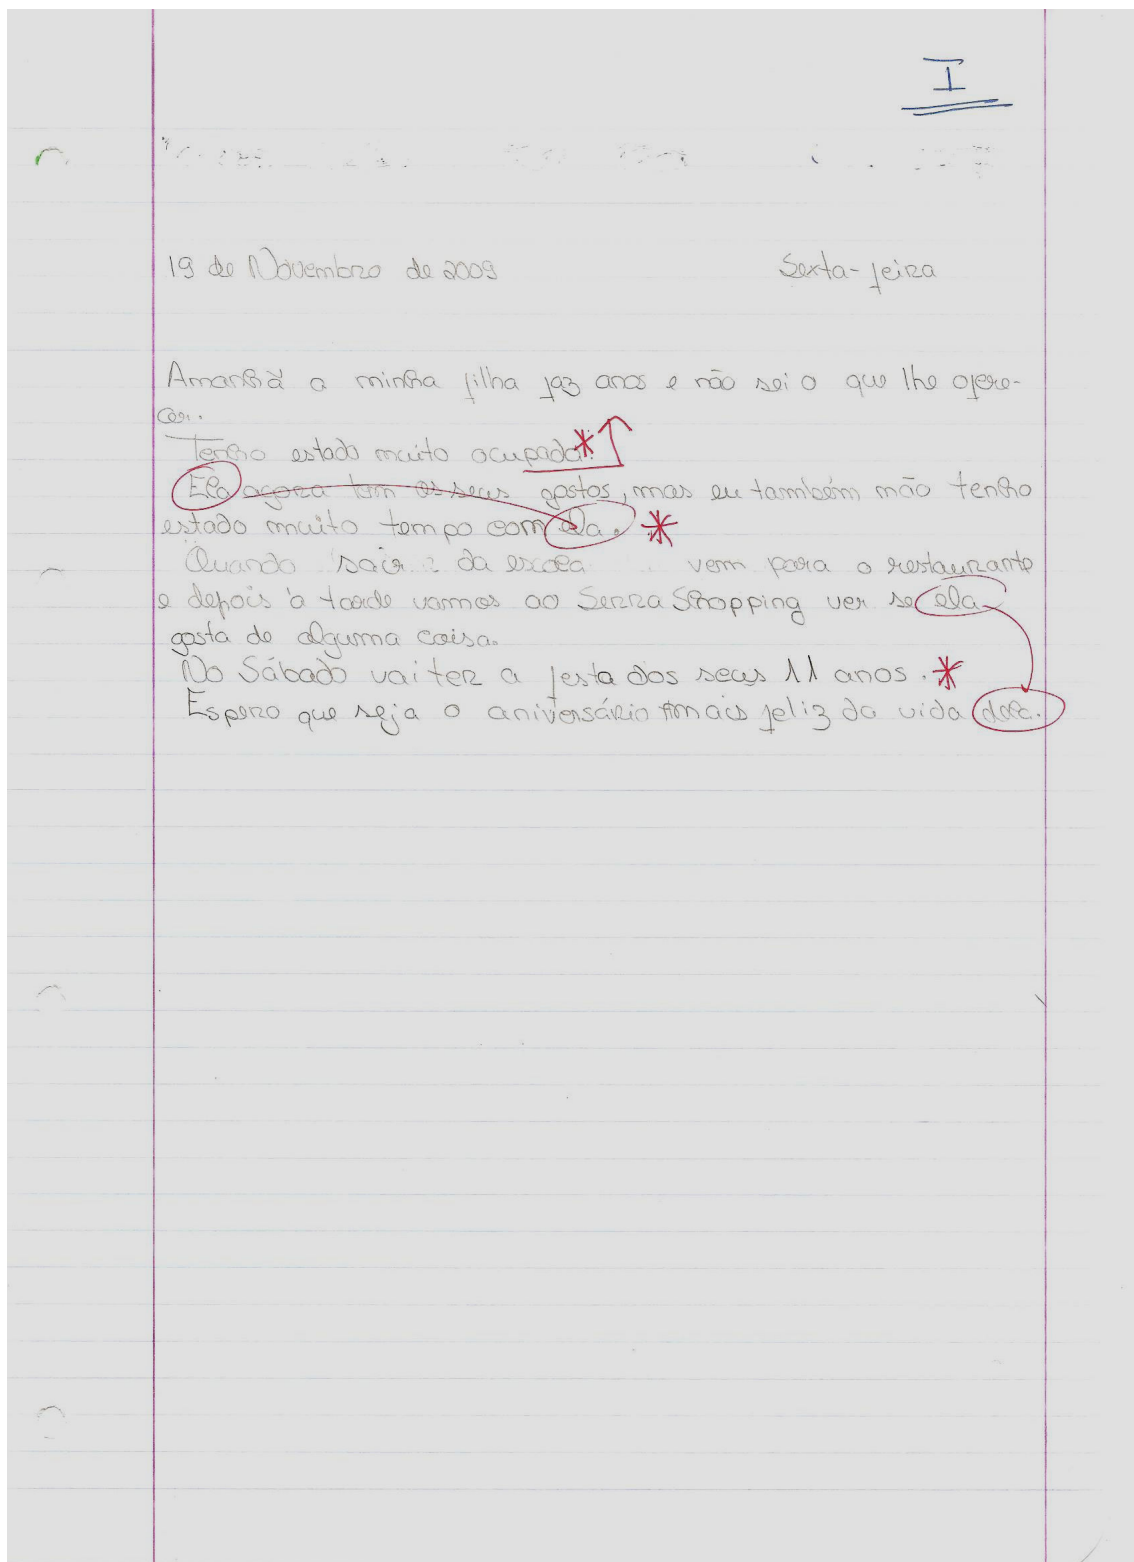 I
19 de Novembro de 2009 Sexta-feira
Amanhã a minha filha faz anos e não sei o que lhe ofere-
cer.
Tenho estado muito ocupada.
Ela agora tem os seus gostos, mas eu também não tenho
estado muito tempo com ela.
Quando sair da escola vem para o restaurante
e depois à tarde vamos ao Serra Shopping ver se ela
gosta de alguma coisa.
No Sábado vai ter a festa dos seus 11 anos.
Espero que seja o aniversário mais feliz da vida dela.